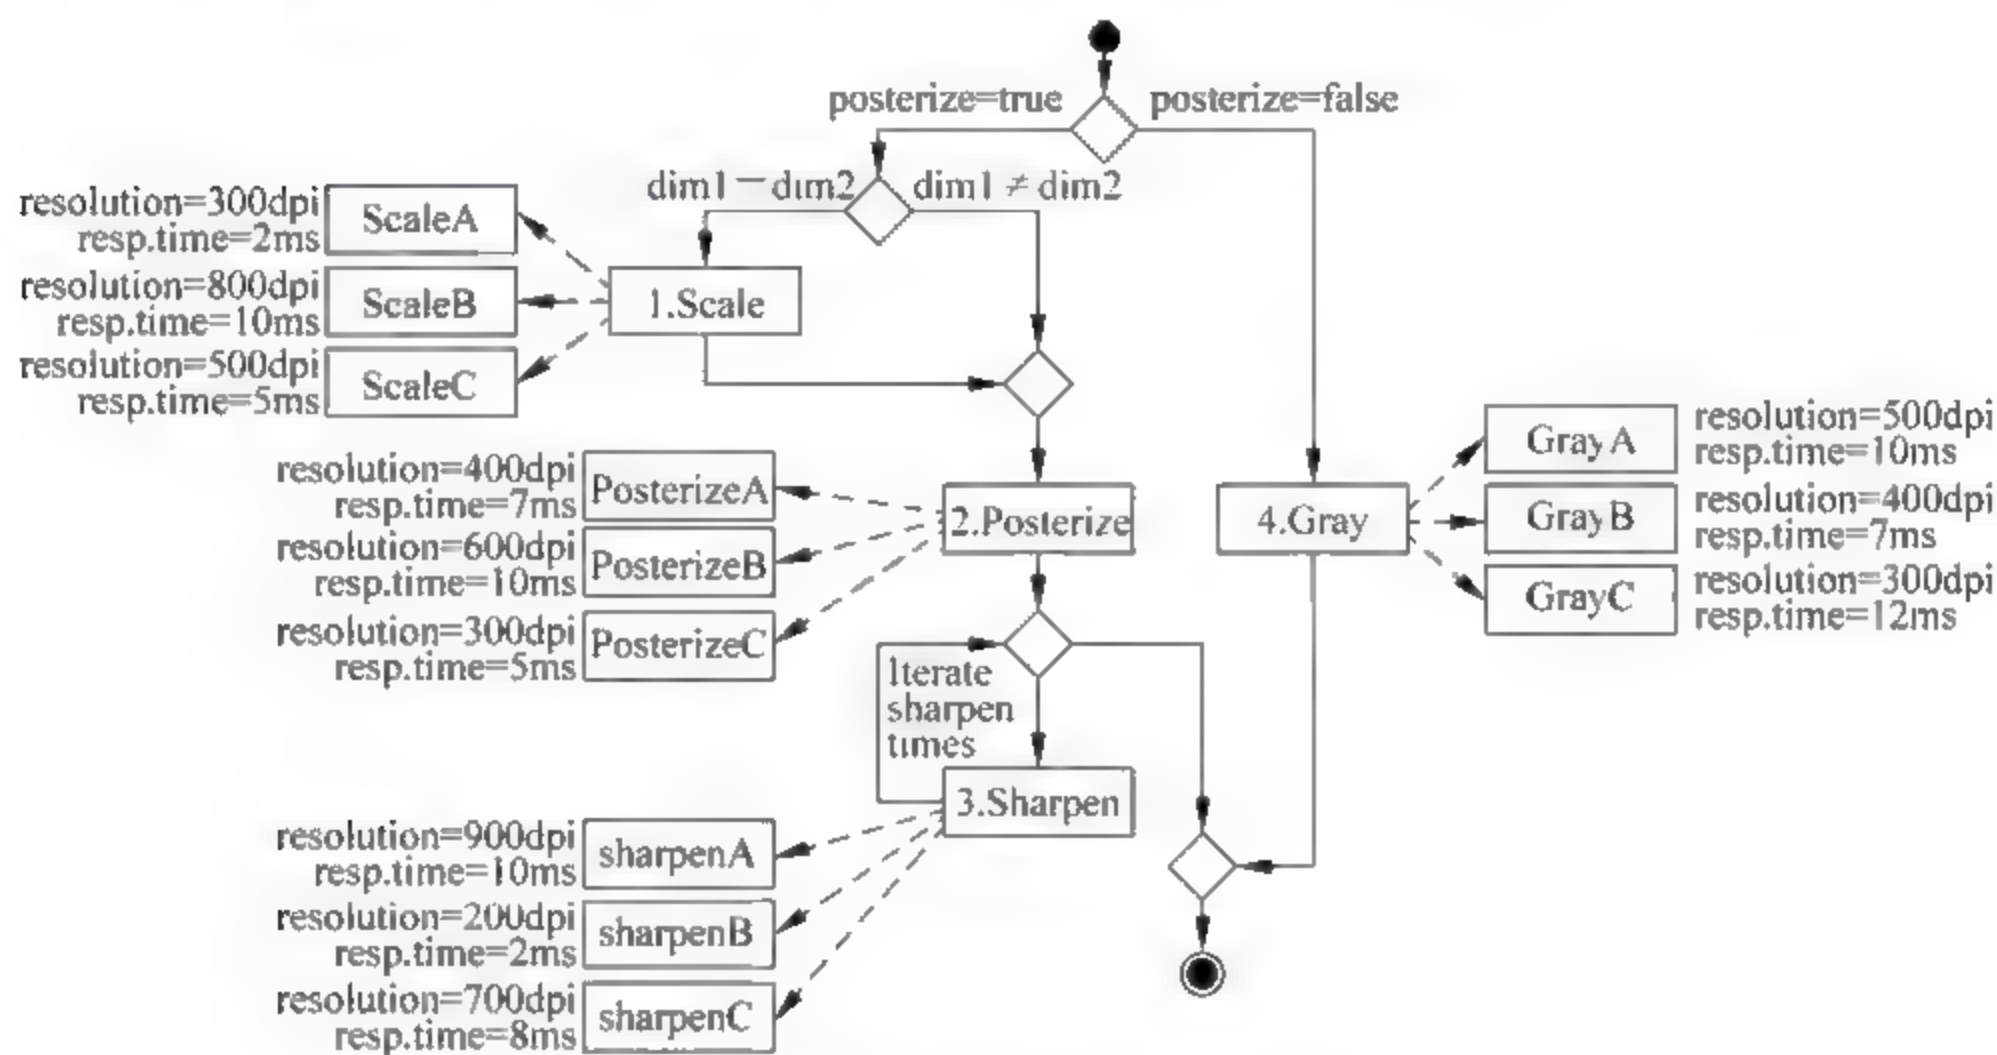 posterize=true
posterize=false
dim1 = dim2
dim1 ≠ dim2
resolution=300dpi
resp.time=2ms
ScaleA
resolution=800dpi
resp.time=10ms
ScaleB
1.Scale
resolution=500dpi
resp.time=5ms
ScaleC
resolution=400dpi
resp.time=7ms
PosterizeA
resolution=600dpi
resp.time=10ms
PosterizeB
resolution=300dpi
resp.time=5ms
PosterizeC
2.Posterize
4.Gray
GrayA
resolution=500dpi
resp.time=10ms
GrayB
resolution=400dpi
resp.time=7ms
GrayC
resolution=300dpi
resp.time=12ms
Iterate
sharpen
times
3.Sharpen
resolution=900dpi
resp.time=10ms
sharpenA
resolution=200dpi
resp.time=2ms
sharpenB
resolution=700dpi
resp.time=8ms
sharpenC